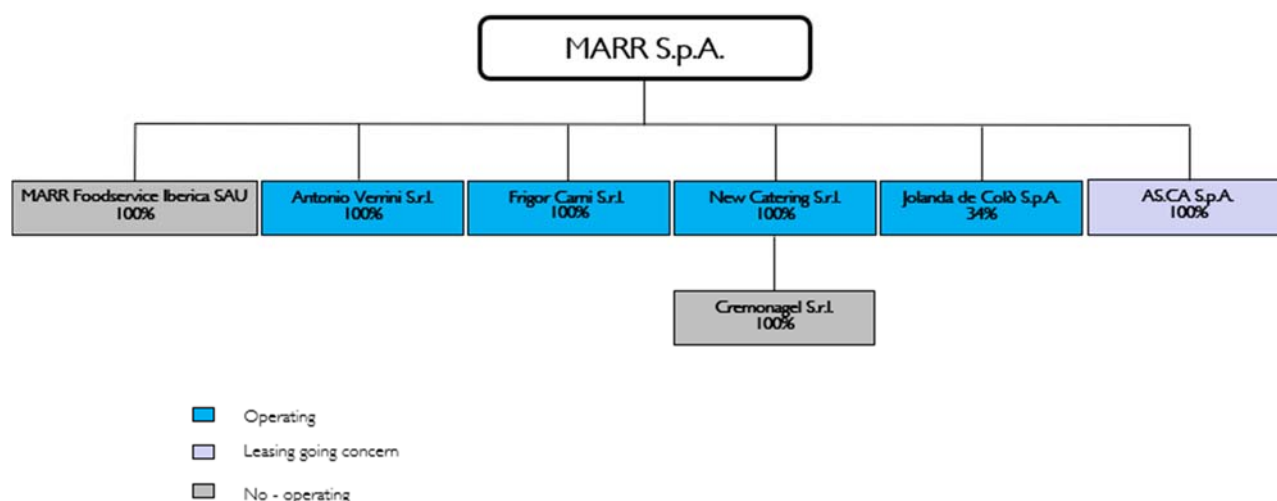 MARR S.p.A.
MARR Foodservice Iberica SAU
100%
Antonio Verrini S.r.l.
100%
Frigor Carni S.r.l.
100%
New Catering S.r.l.
100%
Jolanda de Colò S.p.A.
34%
AS.CA S.p.A.
100%
Cremonagel S.r.l.
100%
Operating
Leasing going concern
No - operating